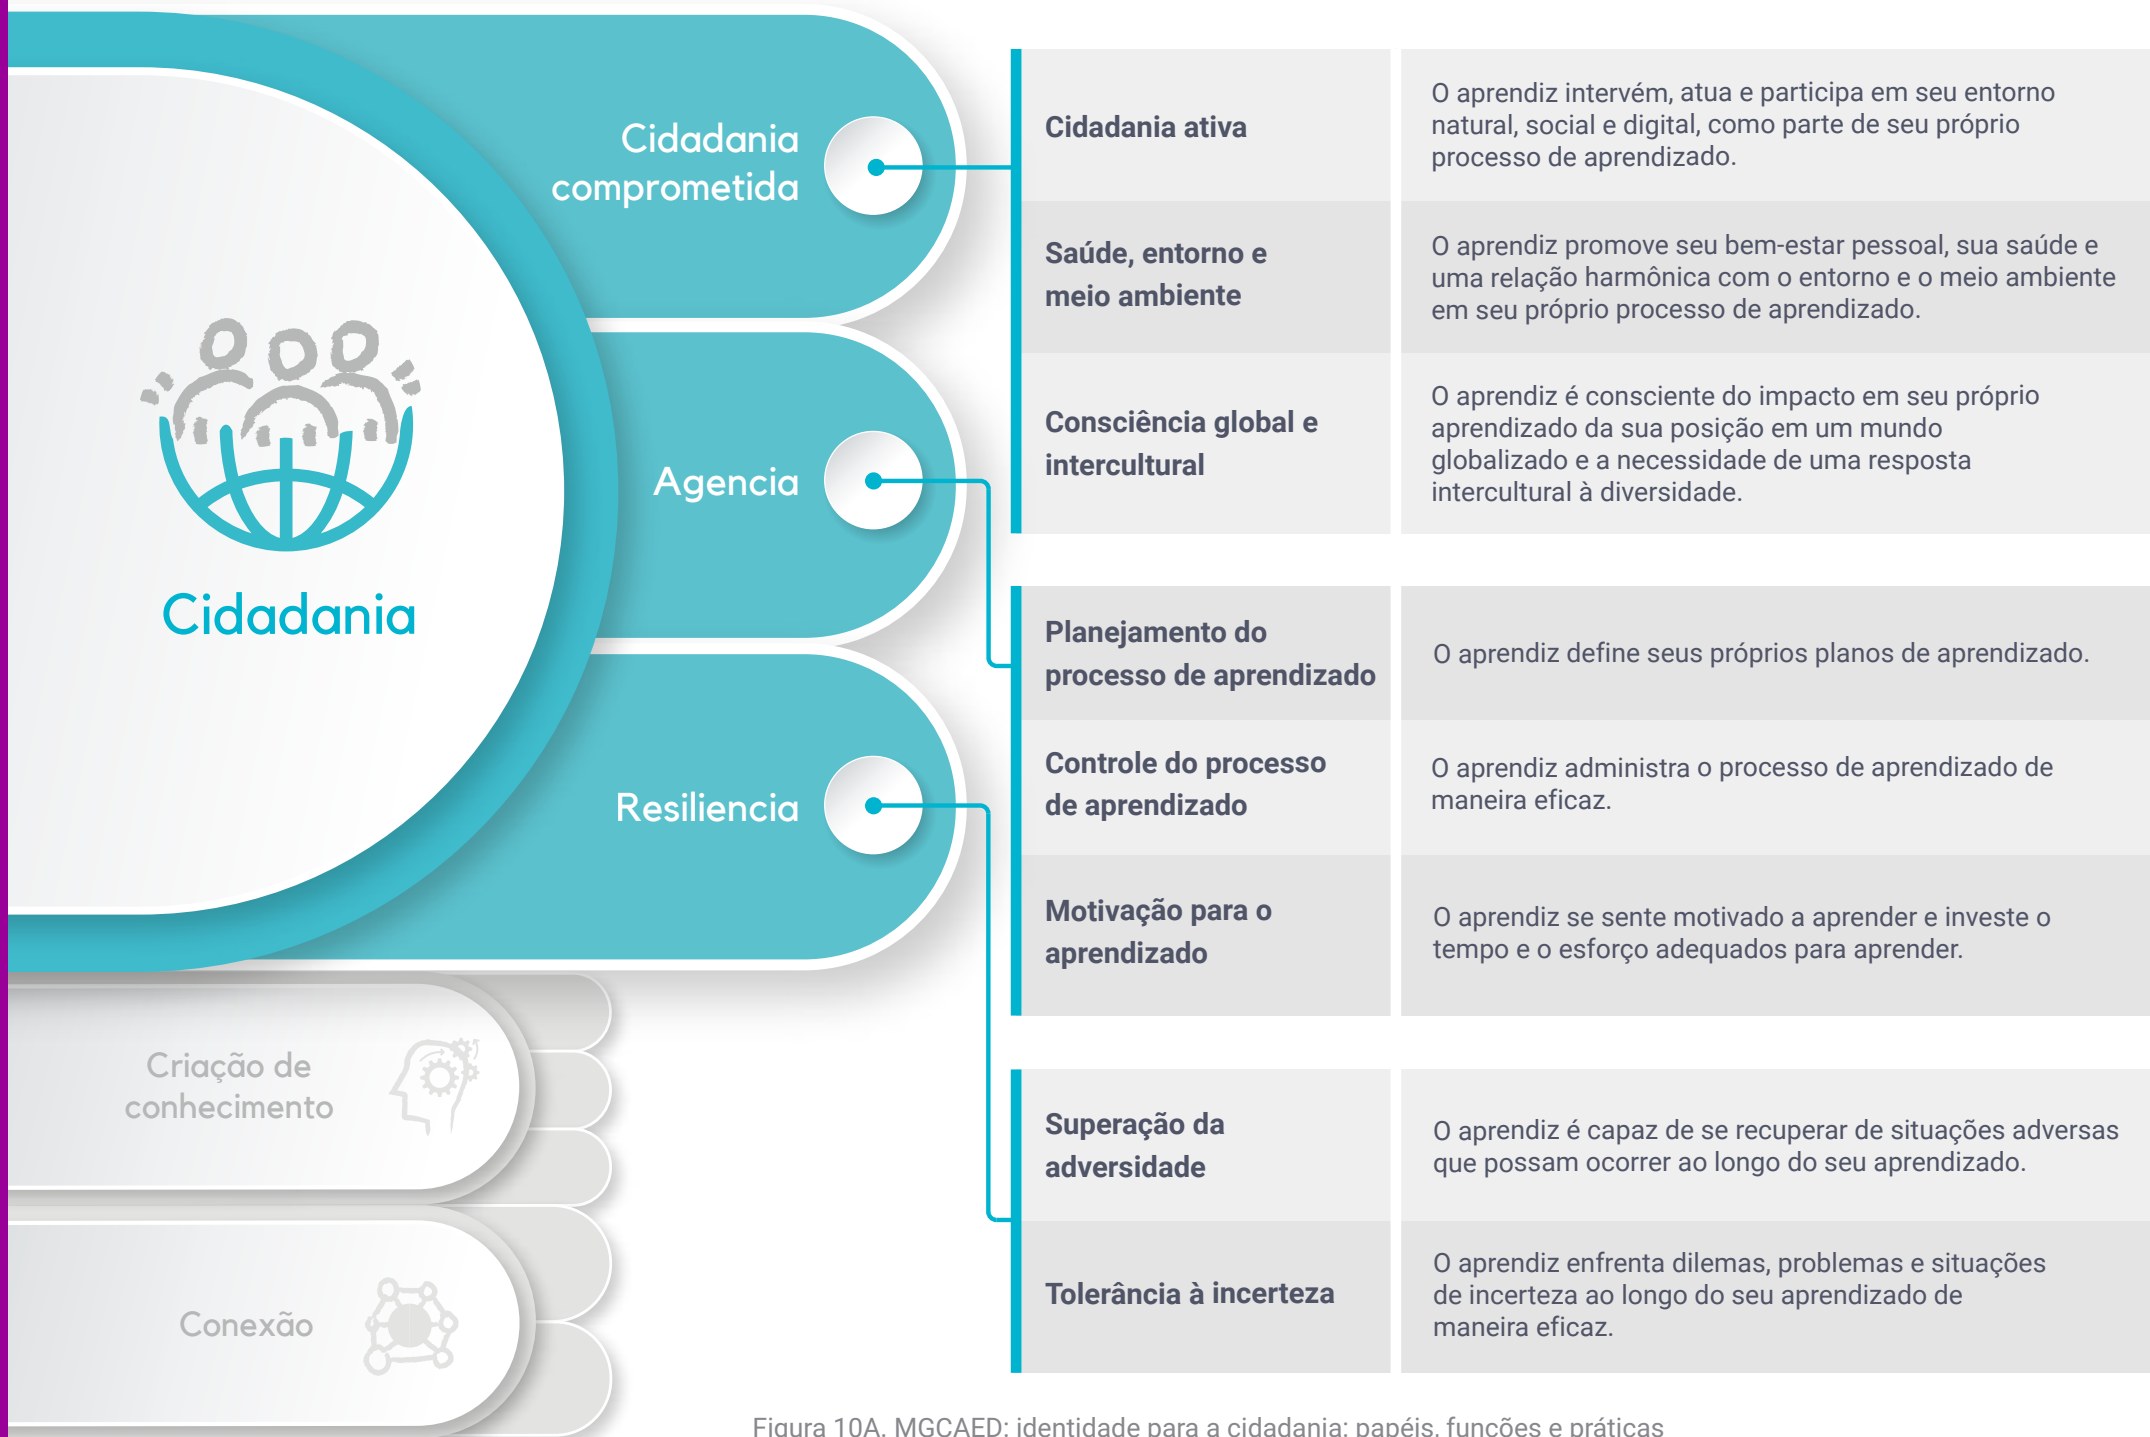 Cidadania
Cidadania
comprometida
Cidadania ativa
O aprendiz intervém, atua e participa em seu entorno
natural, social e digital, como parte de seu próprio
processo de aprendizado.
Saúde, entorno e
meio ambiente
O aprendiz promove seu bem-estar pessoal, sua saúde e
uma relação harmônica com o entorno e o meio ambiente
em seu próprio processo de aprendizado.
Consciência global e
intercultural
O aprendiz é consciente do impacto em seu próprio
aprendizado da sua posição em um mundo
globalizado e a necessidade de uma resposta
intercultural à diversidade.
Agencia
Planejamento do
processo de aprendizado
O aprendiz define seus próprios planos de aprendizado.
Controle do processo
de aprendizado
O aprendiz administra o processo de aprendizado de
maneira eficaz.
Motivação para o
aprendizado
O aprendiz se sente motivado a aprender e investe o
tempo e o esforço adequados para aprender.
Resiliencia
Superação da
adversidade
O aprendiz é capaz de se recuperar de situações adversas
que possam ocorrer ao longo do seu aprendizado.
Tolerância à incerteza
O aprendiz enfrenta dilemas, problemas e situações
de incerteza ao longo do seu aprendizado de
maneira eficaz.
Criação de
conhecimento
Conexão
Figura 10A. MGCAED: identidade para a cidadania: papéis, funções e práticas